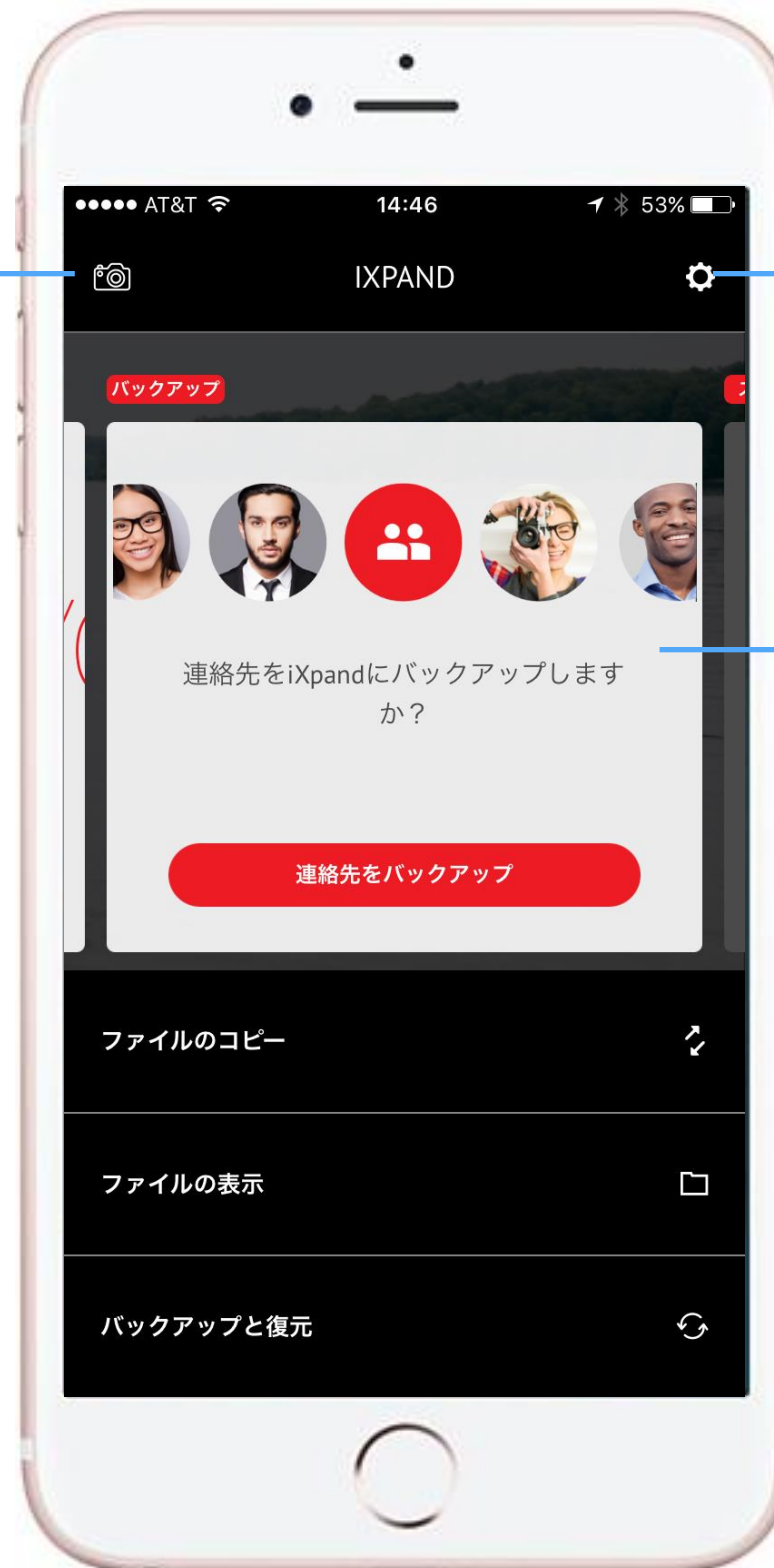 AT&T 14:46 53%
IXPAND
バックアップ
連絡先をiXpandにバックアップします
か？
連絡先をバックアップ
ファイルのコピー
ファイルの表示
バックアップと復元